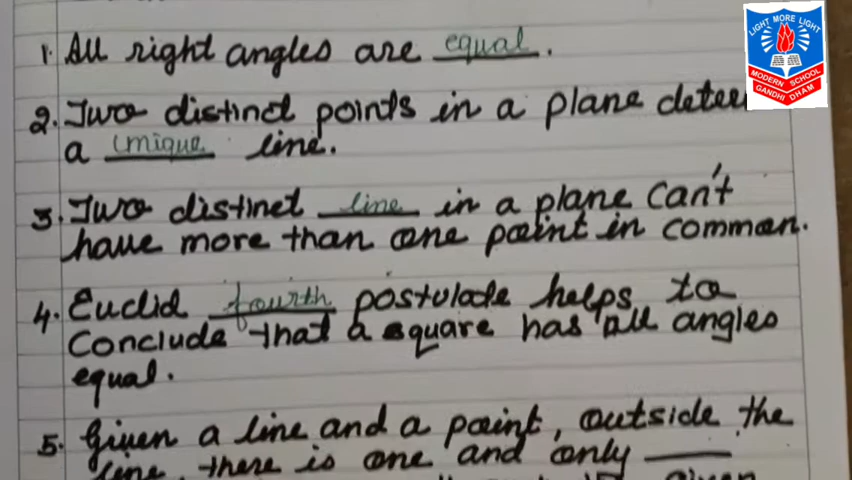 LIGHT MORE LIGHT
MODERN SCHOOL
GANDHI DHAM
1. All right angles are equal.
2. Two distinct points in a plane
a unique line.
3. Two distinct line in a plane can't
have more than one point in common.
4. Euclid fourth postulate helps to
Conclude that a square has all angles
equal.
5. Given a line and a point, outside the
line, there is one and only ____
given